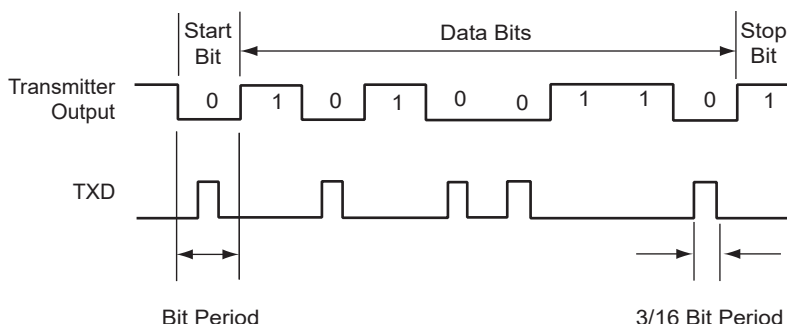 Start Bit
Data Bits
Stop Bit
Transmitter Output
0 1 0 1 0 0 1 1 0 1
TXD
Bit Period
3/16 Bit Period